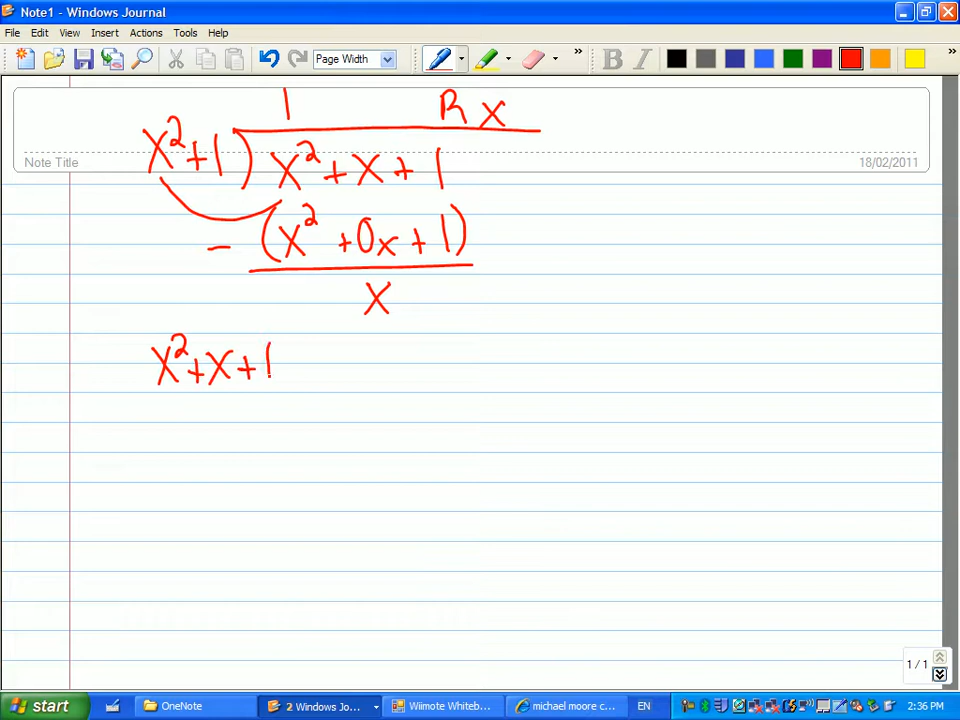 Note1 - Windows Journal
File Edit View Insert Actions Tools Help
Page Width B I
1 R x
x²+1 ) x² + x + 1
Note Title 18/02/2011
- (x² +0x+1)
x
x²+x+1
1 / 1
start OneNote 2 Windows Jo... Wiimote Whiteb... michael moore c... EN 2:36 PM